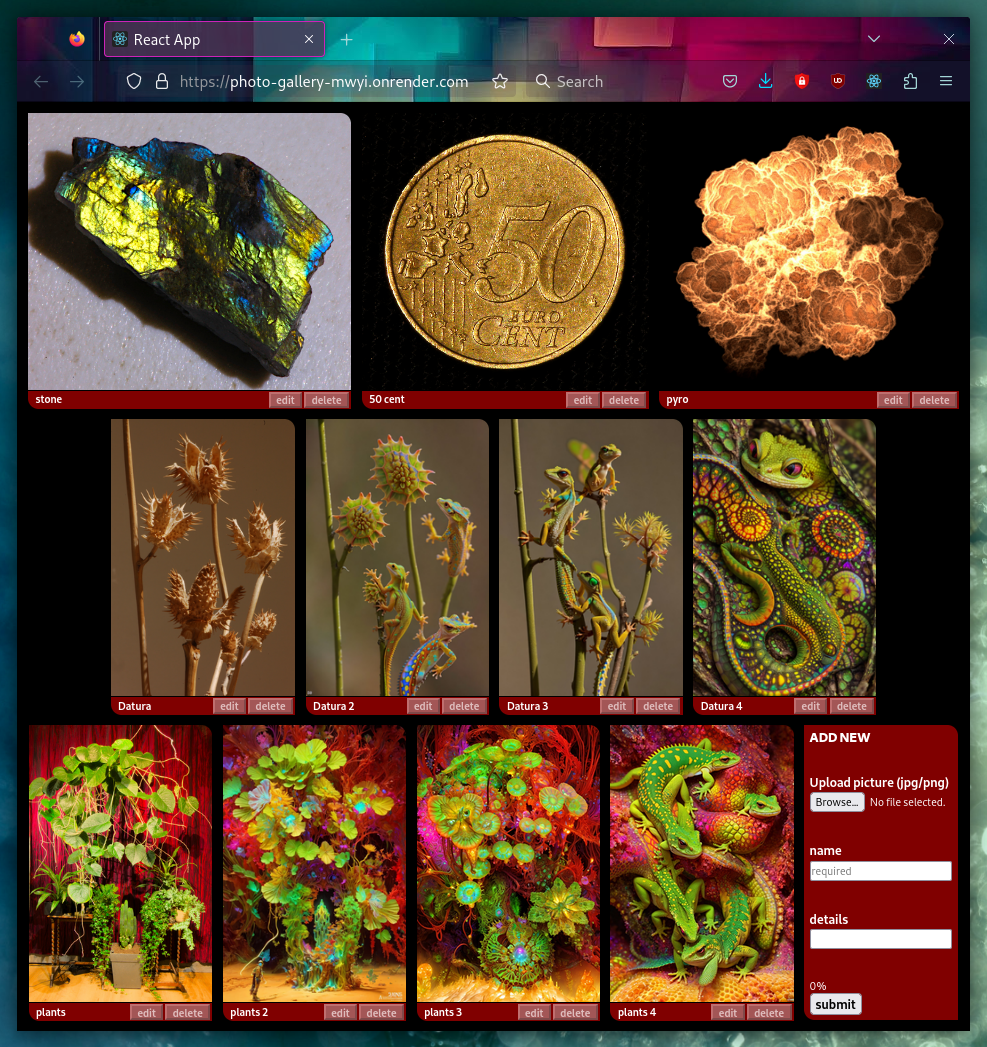 React App
https://photo-gallery-mwyi.onrender.com
Search
50
EURO
CENT
stone
edit
delete
50 cent
edit
delete
pyro
edit
delete
Datura
edit
delete
Datura 2
edit
delete
Datura 3
edit
delete
Datura 4
edit
delete
ADD NEW
Upload picture (jpg/png)
Browse...
No file selected.
name
required
details
0%
submit
plants
edit
delete
plants 2
edit
delete
plants 3
edit
delete
plants 4
edit
delete